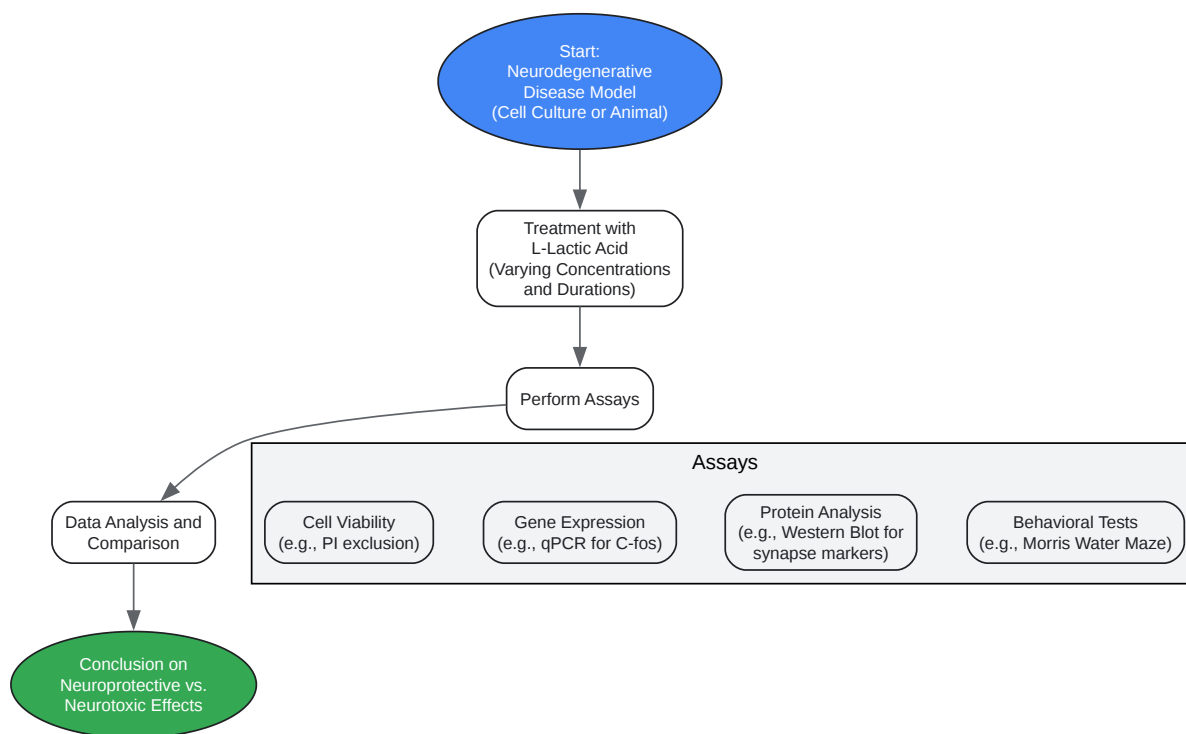 Start:
Neurodegenerative
Disease Model
(Cell Culture or Animal)
Treatment with
L-Lactic Acid
(Varying Concentrations
and Durations)
Perform Assays
Assays
Data Analysis and
Comparison
Cell Viability
(e.g., PI exclusion)
Gene Expression
(e.g., qPCR for C-fos)
Protein Analysis
(e.g., Western Blot for
synapse markers)
Behavioral Tests
(e.g., Morris Water Maze)
Conclusion on
Neuroprotective vs.
Neurotoxic Effects